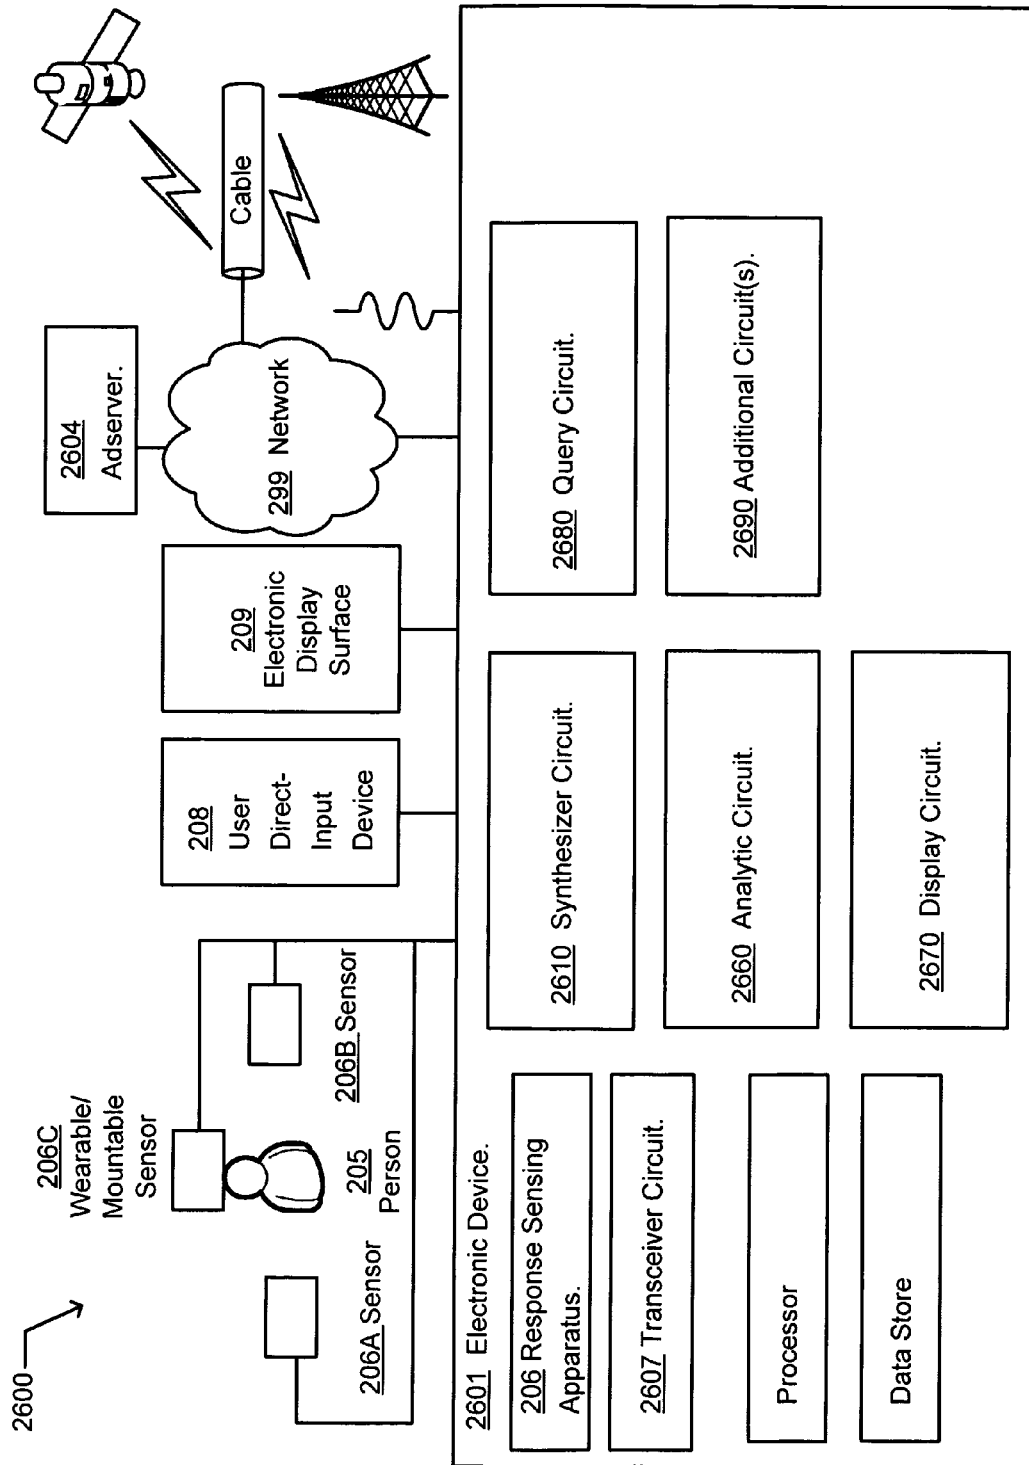 2600
206C
Wearable/
Mountable
Sensor
206A Sensor
205
Person
206B Sensor
208
User
Direct-
Input
Device
209
Electronic
Display
Surface
2604
Adserver.
299 Network
Cable
2601 Electronic Device.
206 Response Sensing
Apparatus.
2607 Transceiver Circuit.
Processor
Data Store
2610 Synthesizer Circuit.
2660 Analytic Circuit.
2670 Display Circuit.
2680 Query Circuit.
2690 Additional Circuit(s).